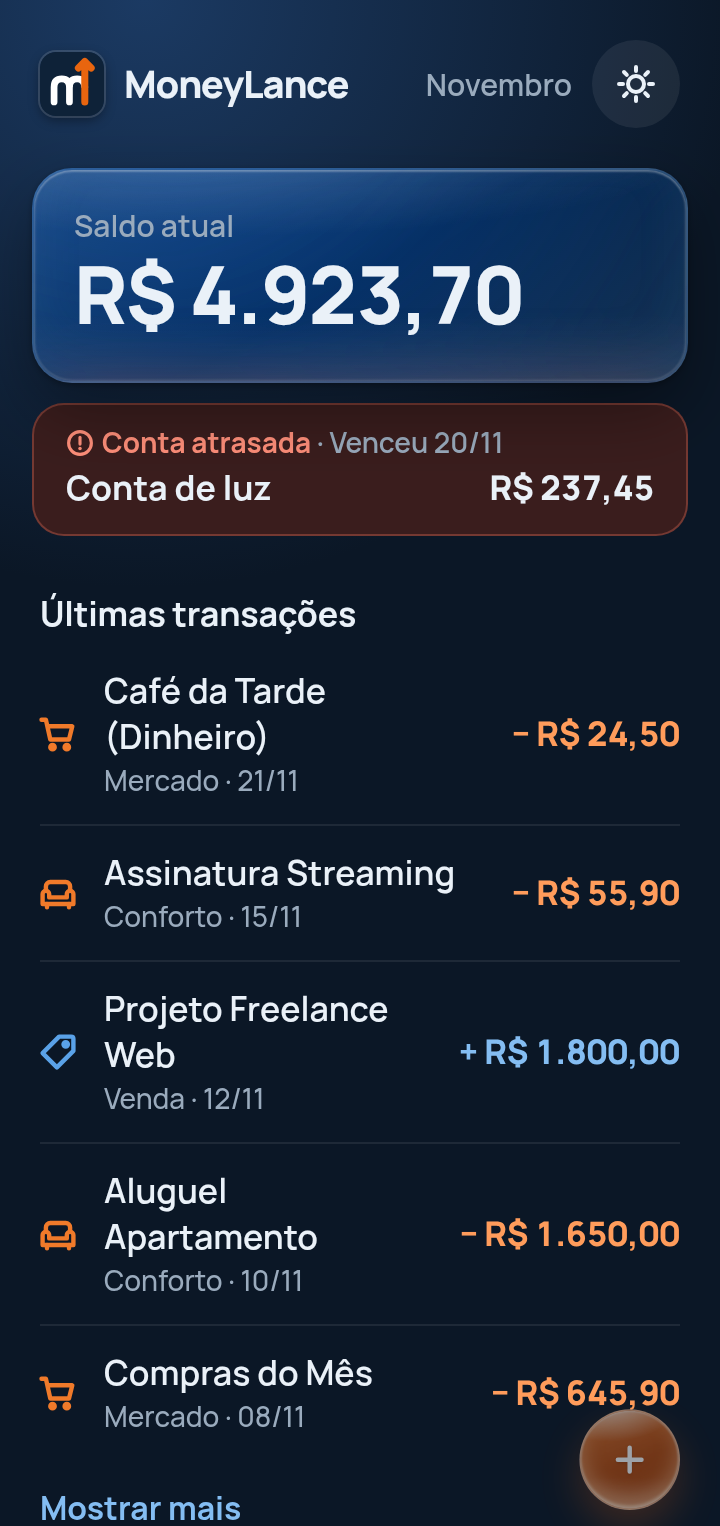 MoneyLance
Novembro
Saldo atual
R$ 4.923,70
Conta atrasada · Venceu 20/11
Conta de luz R$ 237,45
Últimas transações
Café da Tarde
(Dinheiro)
− R$ 24,50
Mercado · 21/11
Assinatura Streaming
− R$ 55,90
Conforto · 15/11
Projeto Freelance
Web
+ R$ 1.800,00
Venda · 12/11
Aluguel
Apartamento
− R$ 1.650,00
Conforto · 10/11
Compras do Mês
− R$ 645,90
Mercado · 08/11
Mostrar mais